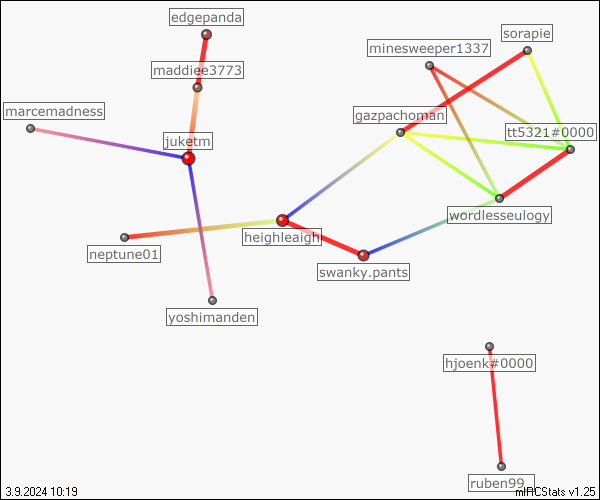 edgepanda
sorapie
minesweeper1337
maddiee3773
marcemadness
gazpachoman
tt5321#0000
juketm
wordlesseulogy
heighleaigh
neptune01
swanky.pants
yoshimanden
hjoenk#0000
ruben99_
3.9.2024 10:19
mIRCStats v1.25